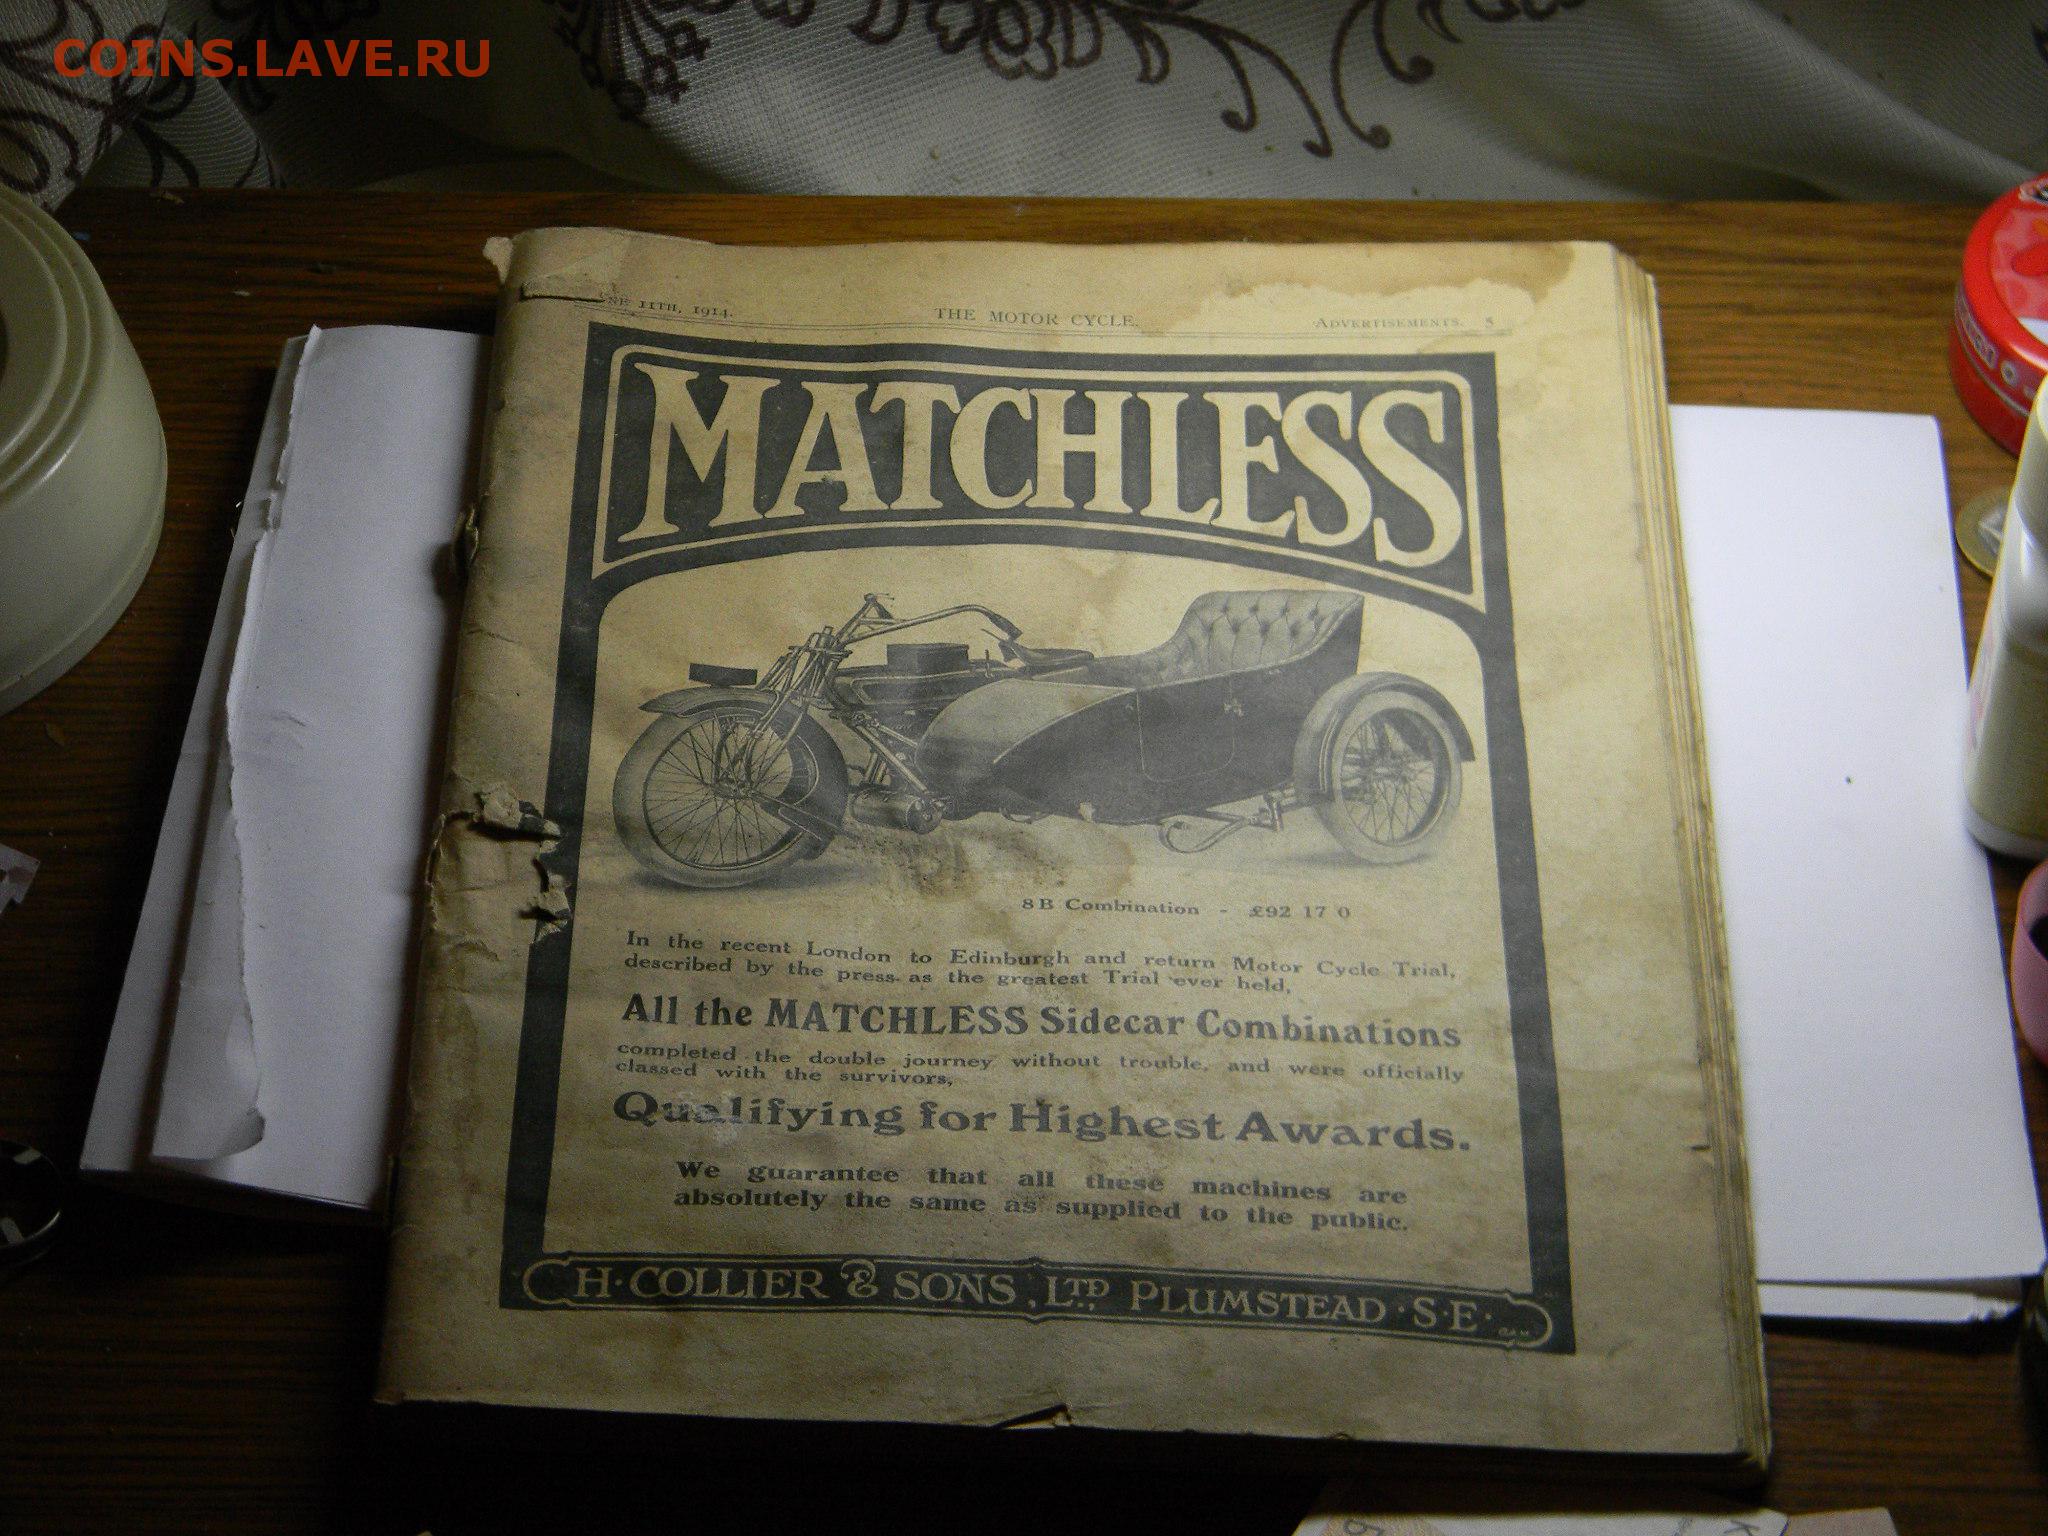 COINS.LAVE.RU
NE 11TH, 1914. THE MOTOR CYCLE. ADVERTISEMENTS. 5
MATCHLESS
8B Combination - £92 17 0
In the recent London to Edinburgh and return Motor Cycle Trial,
described by the press as the greatest Trial ever held,
All the MATCHLESS Sidecar Combinations
completed the double journey without trouble, and were officially
classed with the survivors,
Qualifying for Highest Awards.
We guarantee that all these machines are
absolutely the same as supplied to the public.
C H · COLLIER & SONS, LTD., PLUMSTEAD · S · E ·